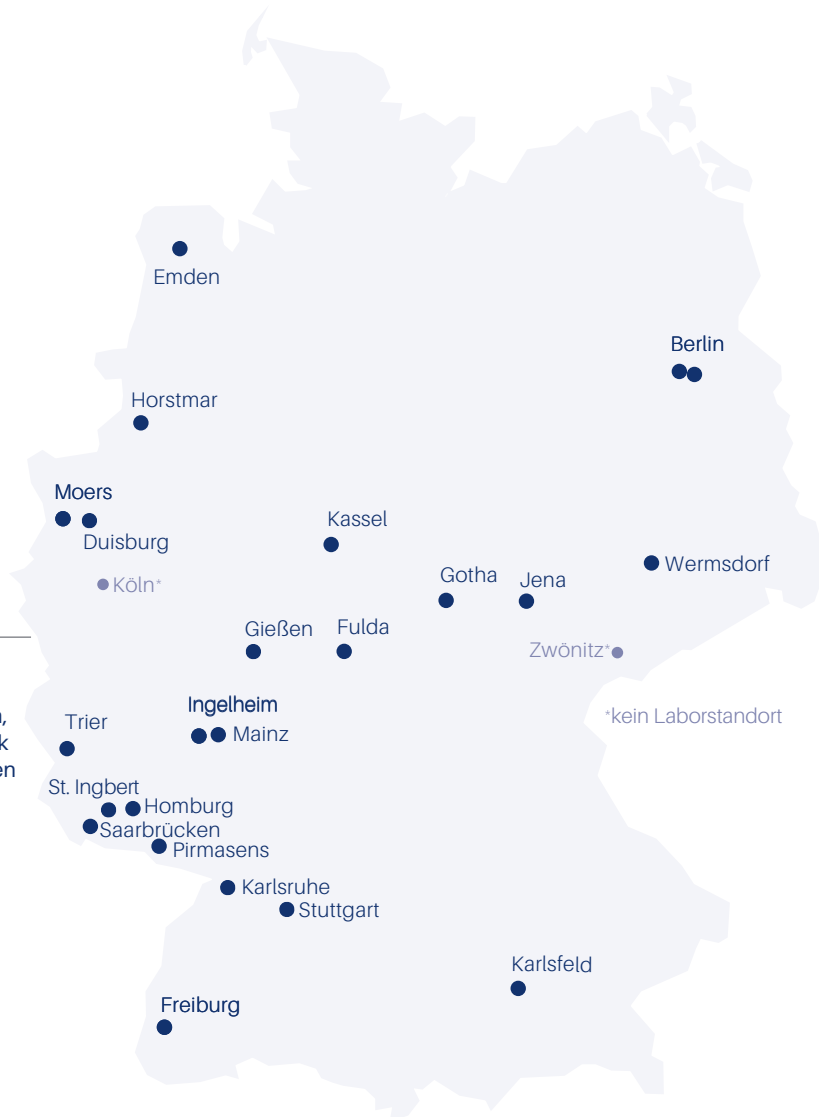 Emden
Berlin
Horstmar
Moers
Duisburg
Kassel
Köln*
Gotha
Jena
Wermsdorf
Gießen
Fulda
Zwönitz*
Ingelheim
Mainz
*kein Laborstandort
Trier
St. Ingbert
Homburg
Saarbrücken
Pirmasens
Karlsruhe
Stuttgart
Karlsfeld
Freiburg